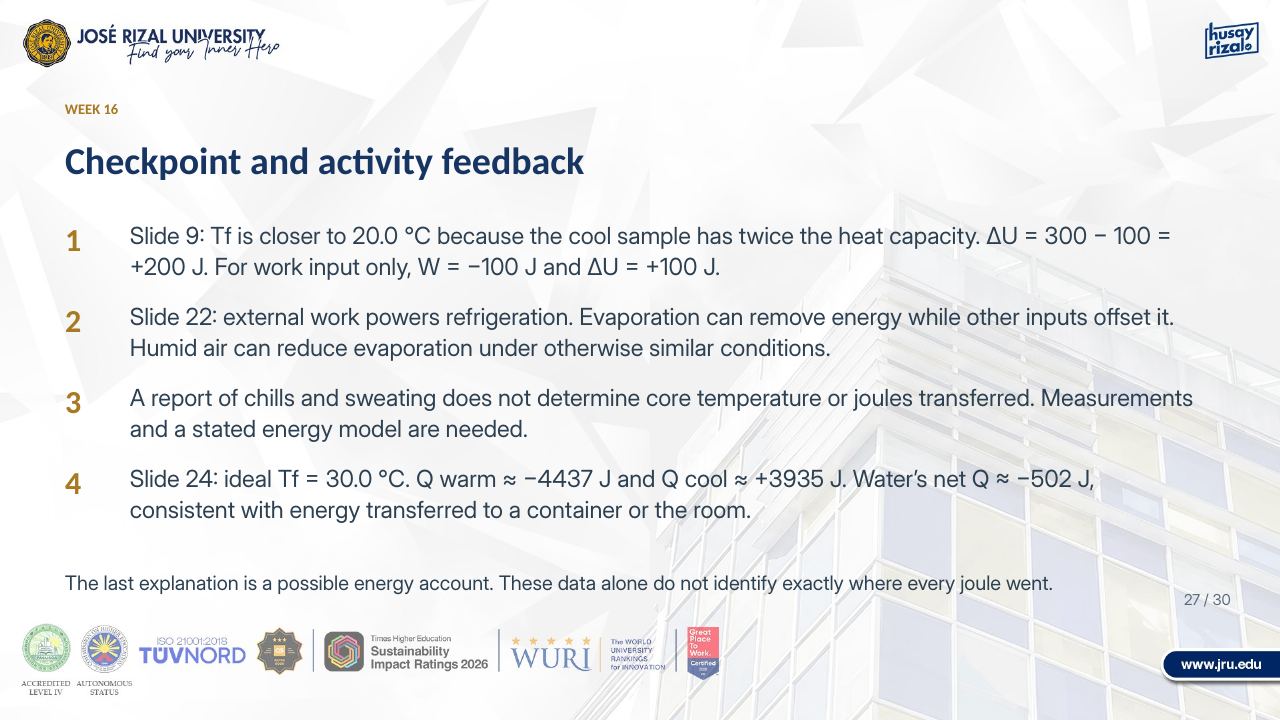 JOSÉ RIZAL UNIVERSITY
Find your Inner Hero
husay
rizal
WEEK 16
Checkpoint and activity feedback
1 Slide 9: Tf is closer to 20.0 °C because the cool sample has twice the heat capacity. ΔU = 300 − 100 =
+200 J. For work input only, W = −100 J and ΔU = +100 J.
2 Slide 22: external work powers refrigeration. Evaporation can remove energy while other inputs offset it.
Humid air can reduce evaporation under otherwise similar conditions.
3 A report of chills and sweating does not determine core temperature or joules transferred. Measurements
and a stated energy model are needed.
4 Slide 24: ideal Tf = 30.0 °C. Q warm ≈ −4437 J and Q cool ≈ +3935 J. Water’s net Q ≈ −502 J,
consistent with energy transferred to a container or the room.
The last explanation is a possible energy account. These data alone do not identify exactly where every joule went.
27 / 30
ACCREDITED
LEVEL IV
AUTONOMOUS
STATUS
ISO 21001:2018
TÜVNORD
Times Higher Education
Sustainability
Impact Ratings 2026
WURI
The WORLD
UNIVERSITY
RANKINGS
for INNOVATION
Great
Place
To
Work.
Certified
www.jru.edu